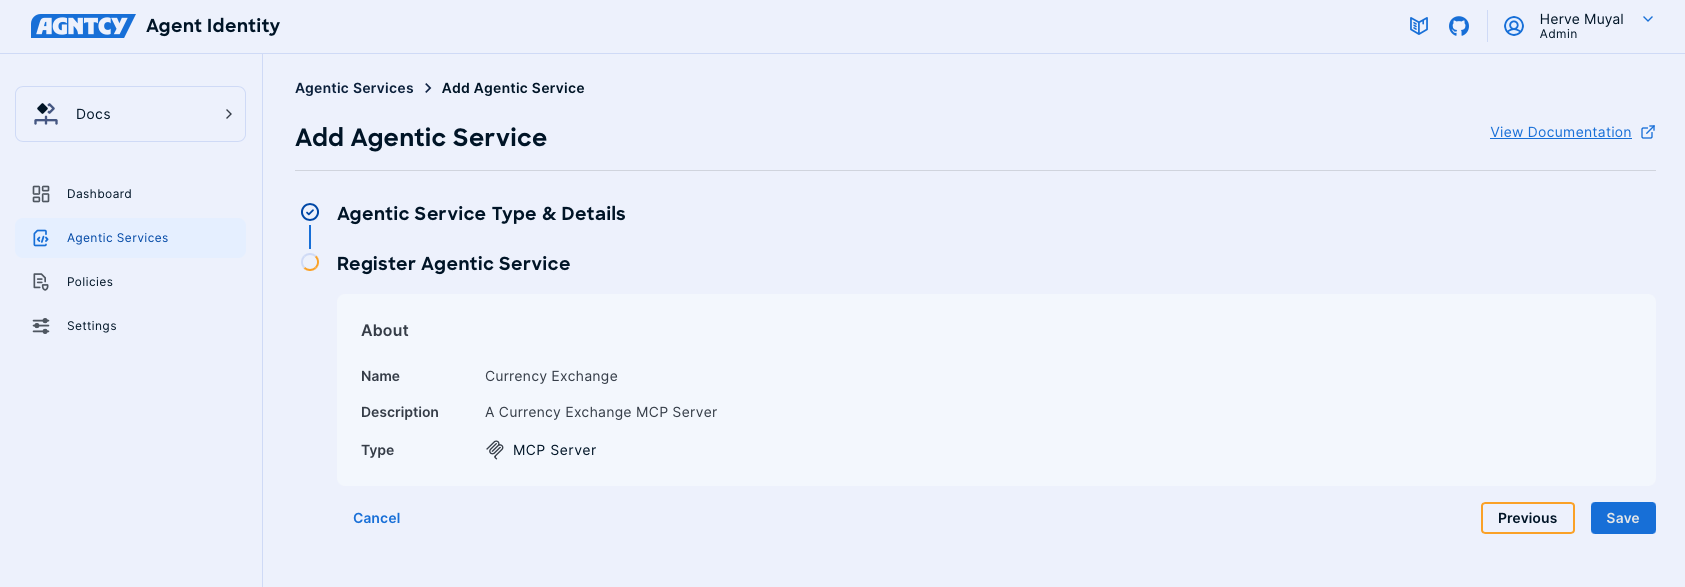 AGNTCY Agent Identity
Herve Muyal
Admin
Docs
Dashboard
Agentic Services
Policies
Settings
Agentic Services > Add Agentic Service
Add Agentic Service
View Documentation
Agentic Service Type & Details
Register Agentic Service
About
Name Currency Exchange
Description A Currency Exchange MCP Server
Type MCP Server
Cancel
Previous
Save